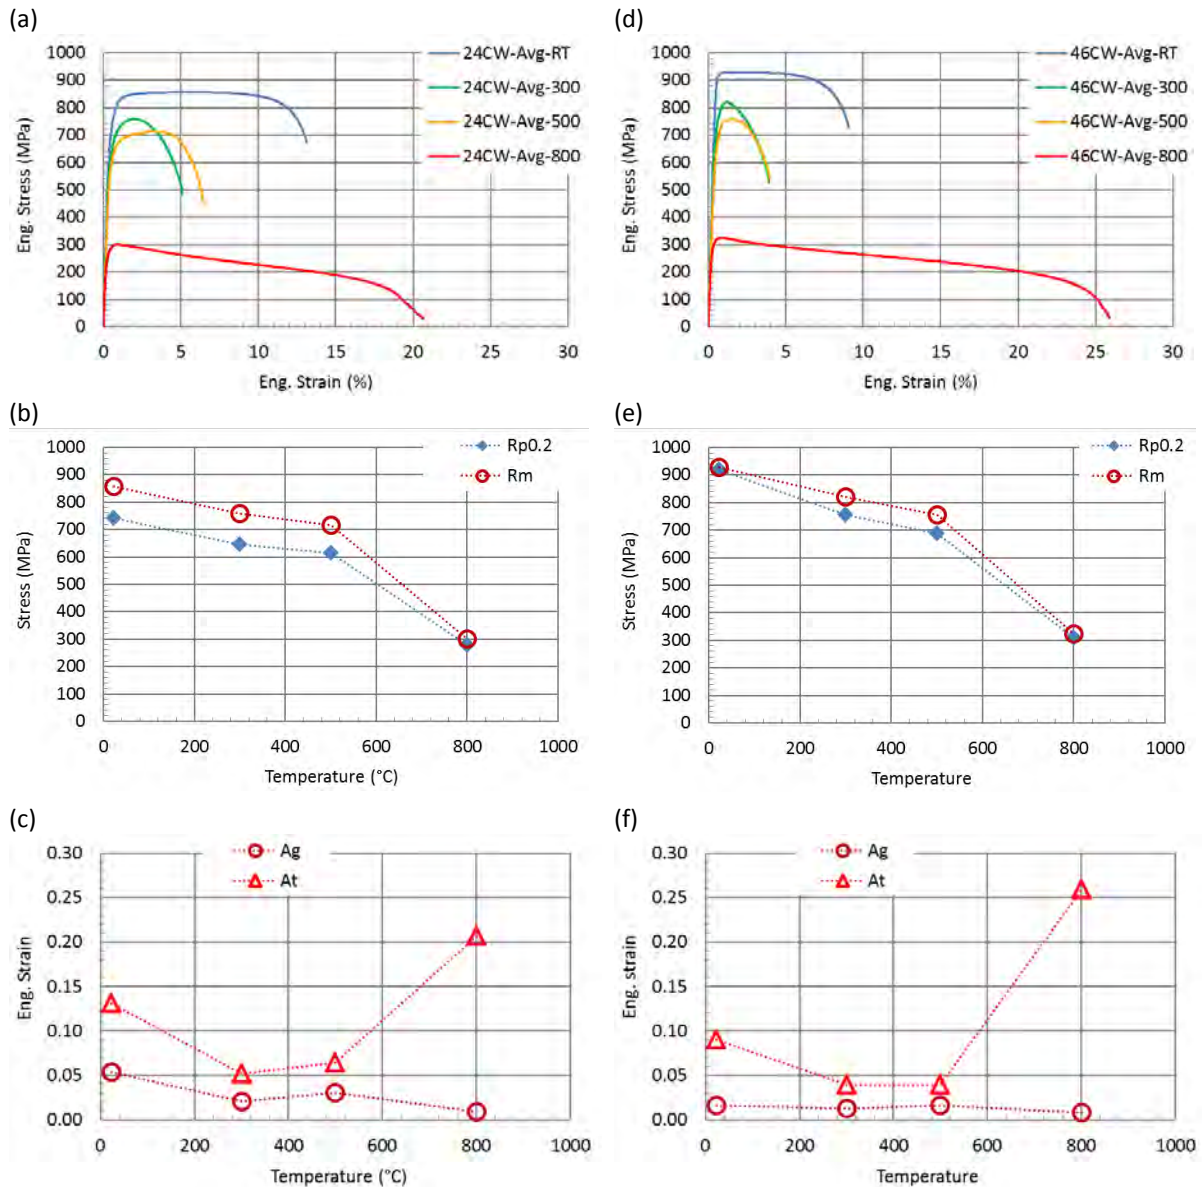 (a)
1000
900
800
700
600
500
400
300
200
100
0
Eng. Stress (MPa)
0 5 10 15 20 25 30
Eng. Strain (%)
24CW-Avg-RT
24CW-Avg-300
24CW-Avg-500
24CW-Avg-800
(d)
1000
900
800
700
600
500
400
300
200
100
0
Eng. Stress (MPa)
0 5 10 15 20 25 30
Eng. Strain (%)
46CW-Avg-RT
46CW-Avg-300
46CW-Avg-500
46CW-Avg-800
(b)
1000
900
800
700
600
500
400
300
200
100
0
Stress (MPa)
0 200 400 600 800 1000
Temperature (°C)
Rp0.2
Rm
(e)
1000
900
800
700
600
500
400
300
200
100
0
Stress (MPa)
0 200 400 600 800 1000
Temperature
Rp0.2
Rm
(c)
0.30
0.25
0.20
0.15
0.10
0.05
0.00
Eng. Strain
0 200 400 600 800 1000
Temperature (°C)
Ag
At
(f)
0.30
0.25
0.20
0.15
0.10
0.05
0.00
Eng. strain
0 200 400 600 800 1000
Temperature
Ag
At